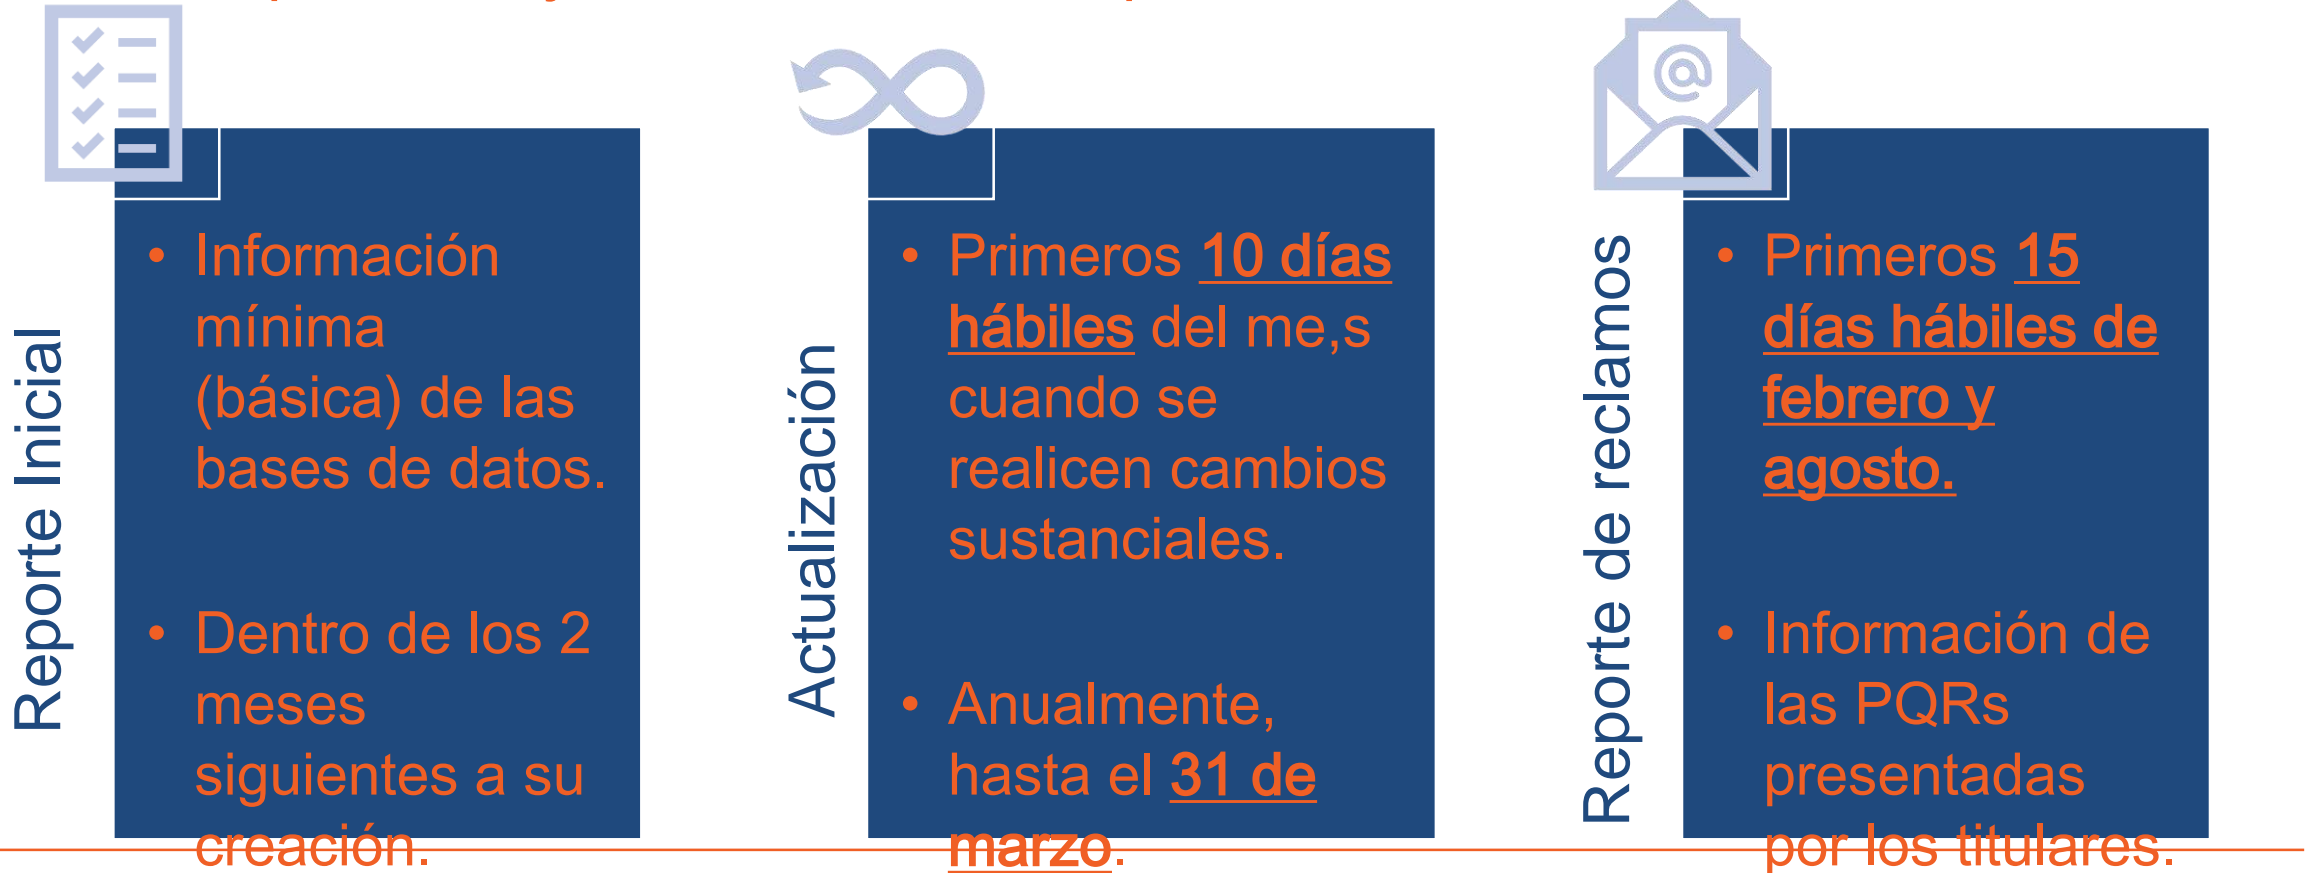 Reporte Inicial
• Información
mínima
(básica) de las
bases de datos.
• Dentro de los 2
meses
siguientes a su
creación.
Actualización
• Primeros 10 días
hábiles del me,s
cuando se
realicen cambios
sustanciales.
• Anualmente,
hasta el 31 de
marzo.
Reporte de reclamos
• Primeros 15
días hábiles de
febrero y
agosto.
• Información de
las PQRs
presentadas
por los titulares.